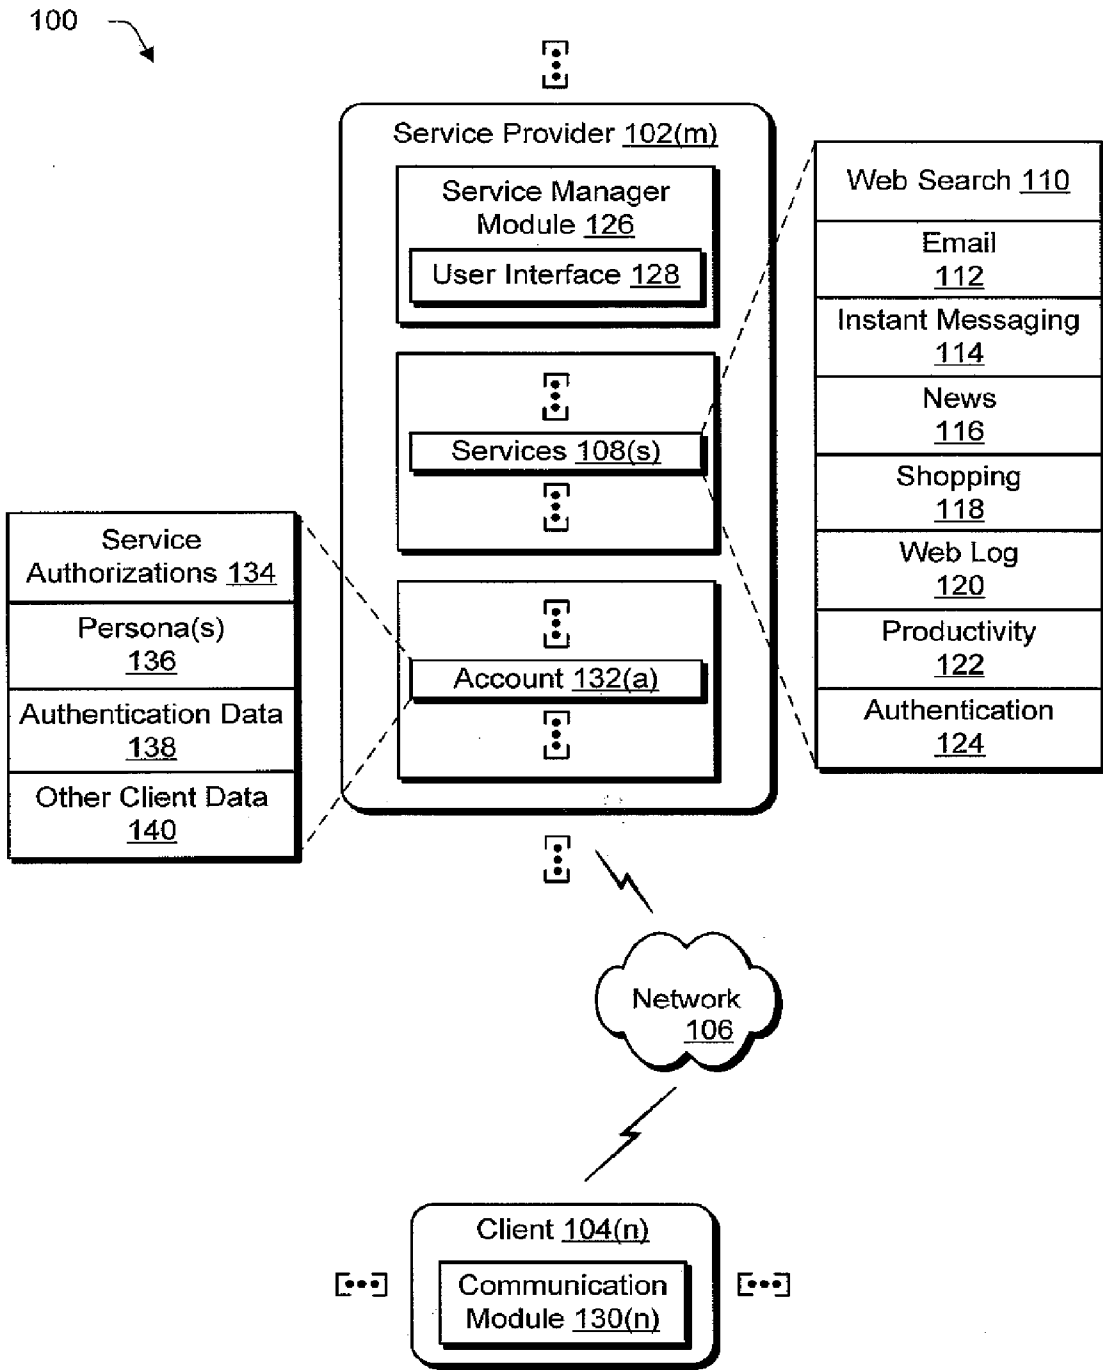 100
Service Provider 102(m)
Service Manager
Module 126
User Interface 128
Services 108(s)
Account 132(a)
Web Search 110
Email
112
Instant Messaging
114
News
116
Shopping
118
Web Log
120
Productivity
122
Authentication
124
Service
Authorizations 134
Persona(s)
136
Authentication Data
138
Other Client Data
140
Network
106
Client 104(n)
Communication
Module 130(n)